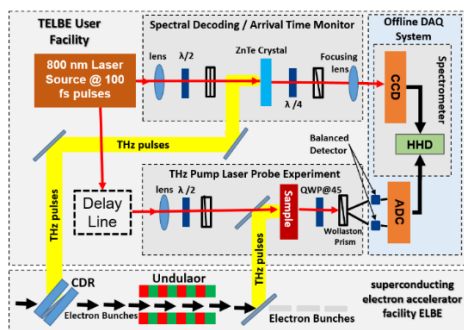 TELBE User
Facility
Spectral Decoding / Arrival Time Monitor
Offline DAQ
System
800 nm Laser
Source @ 100
fs pulses
lens
λ/2
ZnTe Crystal
λ /4
Focusing
lens
CCD
Spectrometer
HHD
THz pulses
THz pulses
THz Pump Laser Probe Experiment
Balanced
Detector
Delay
Line
lens
λ /2
Sample
QWP@45
Wollaston
Prism
ADC
THz pulses
THz pulses
CDR
Undulaor
Electron Bunches
Electron Bunches
superconducting
electron accelerator
facility ELBE